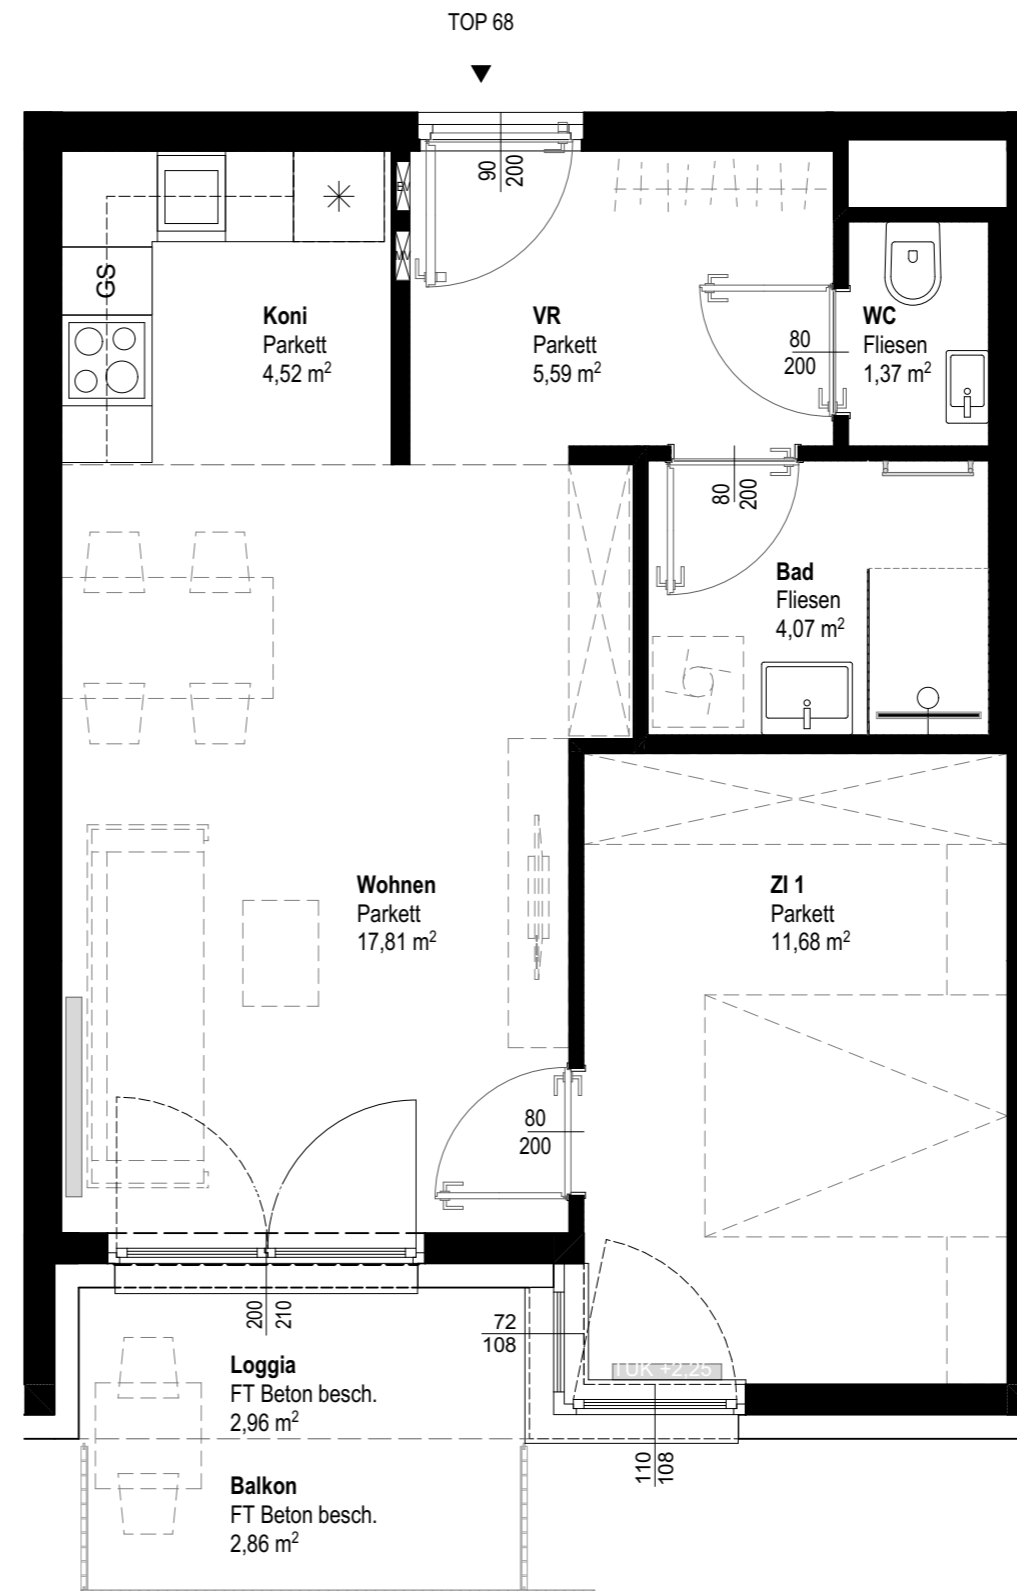 TOP 68
90
200
GS
Koni
Parkett
4,52 m²
VR
Parkett
5,59 m²
80
200
WC
Fliesen
1,37 m²
80
200
Bad
Fliesen
4,07 m²
Wohnen
Parkett
17,81 m²
ZI 1
Parkett
11,68 m²
80
200
200
210
72
108
TUK +2,25
110
108
Loggia
FT Beton besch.
2,96 m²
Balkon
FT Beton besch.
2,86 m²